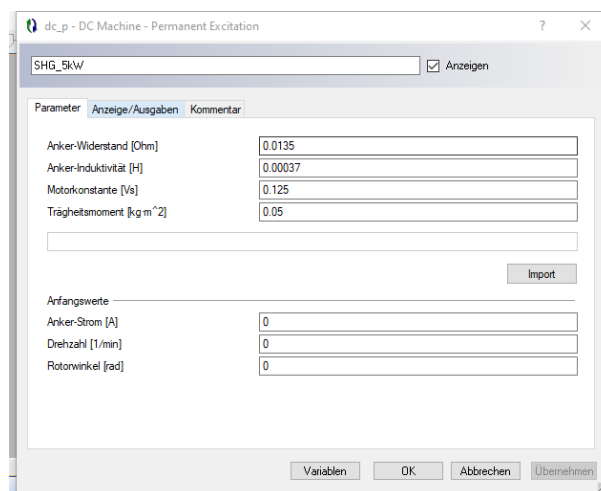 dc_p - DC Machine - Permanent Excitation
SHG_5kW
Anzeigen
Parameter Anzeige/Ausgaben Kommentar
Anker-Widerstand [Ohm] 0.0135
Anker-Induktivität [H] 0.00037
Motorkonstante [Vs] 0.125
Trägheitsmoment [kg·m^2] 0.05
Import
Anfangswerte
Anker-Strom [A] 0
Drehzahl [1/min] 0
Rotorwinkel [rad] 0
Variablen OK Abbrechen Übernehmen